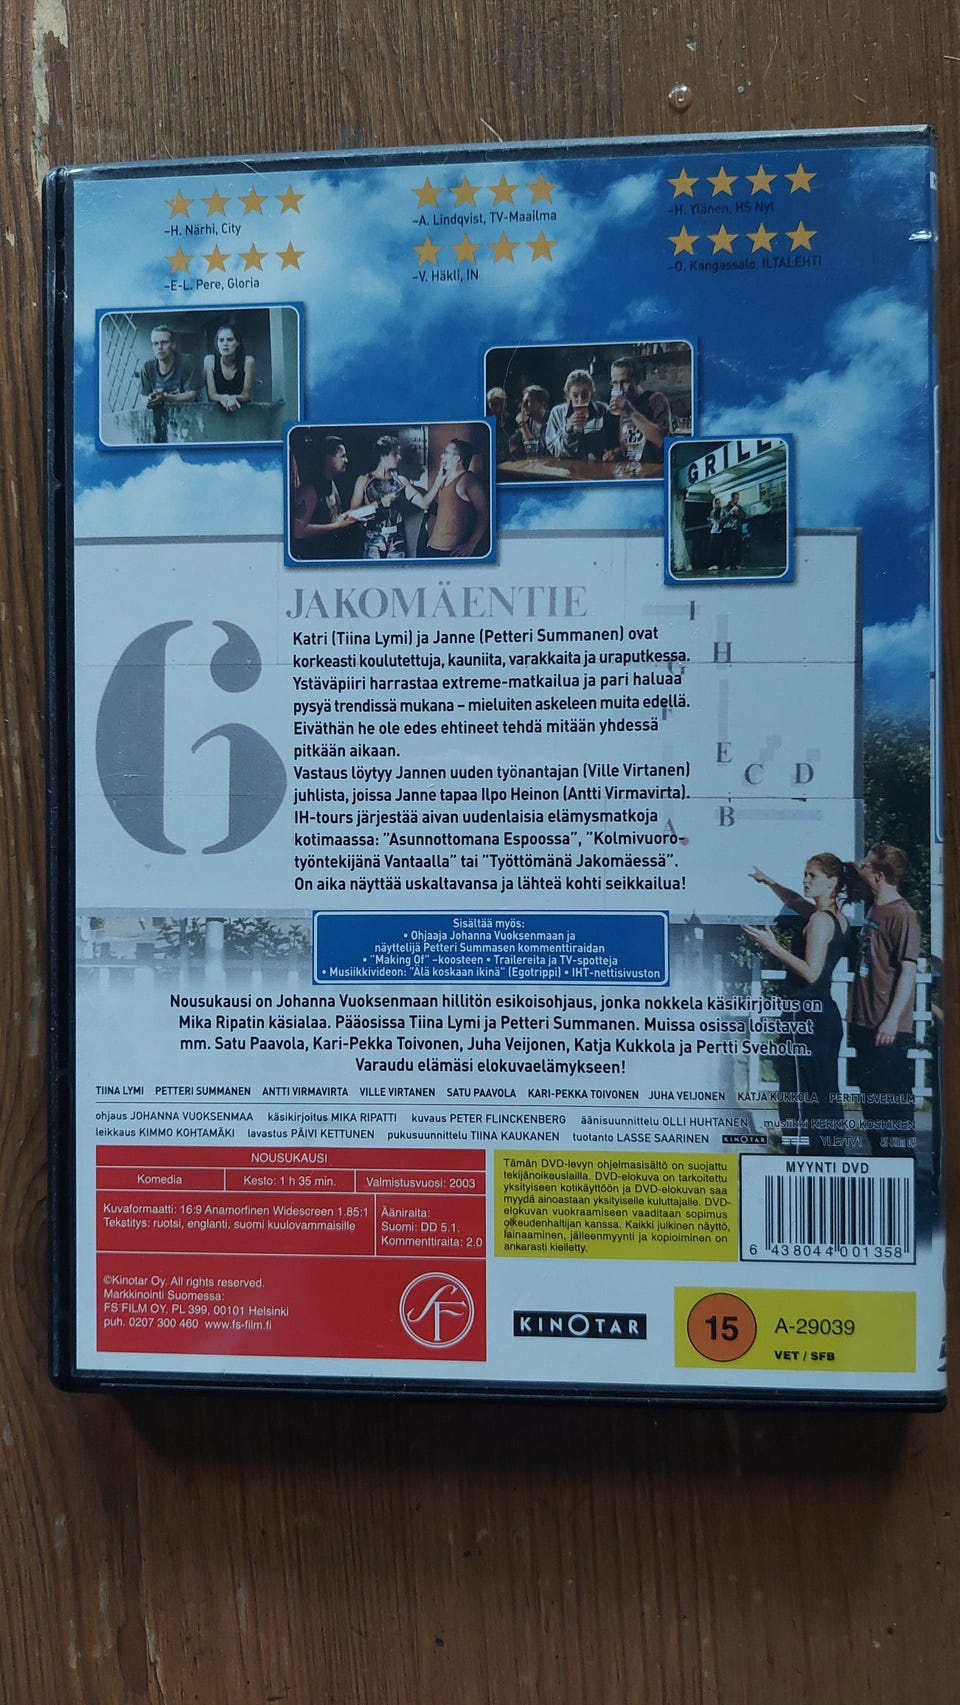 –H. Närhi, City
–A. Lindqvist, TV-Maailma
–H. Ylänen, HS Nyt
–E-L. Pere, Gloria
–V. Häkli, IN
–O. Kangassalo, ILTALEHTI
GRILL
6
JAKOMÄENTIE
I
H
G
F
E
C D
B
A
Katri (Tiina Lymi) ja Janne (Petteri Summanen) ovat
korkeasti koulutettuja, kauniita, varakkaita ja uraputkessa.
Ystäväpiiri harrastaa extreme-matkailua ja pari haluaa
pysyä trendissä mukana – mieluiten askeleen muita edellä.
Eiväthän he ole edes ehtineet tehdä mitään yhdessä
pitkään aikaan.
Vastaus löytyy Jannen uuden työnantajan (Ville Virtanen)
juhlista, joissa Janne tapaa Ilpo Heinon (Antti Virmavirta).
IH-tours järjestää aivan uudenlaisia elämysmatkoja
kotimaassa: ”Asunnottomana Espoossa”, ”Kolmivuoro-
työntekijänä Vantaalla” tai ”Työttömänä Jakomäessä”.
On aika näyttää uskaltavansa ja lähteä kohti seikkailua!
Sisältää myös:
• Ohjaaja Johanna Vuoksenmaan ja
näyttelijä Petteri Summasen kommenttiraidan
• ”Making Of” –koosteen • Trailereita ja TV-spotteja
• Musiikkivideon: ”Älä koskaan ikinä” (Egotrippi) • IHT-nettisivuston
Nousukausi on Johanna Vuoksenmaan hillitön esikoisohjaus, jonka nokkela käsikirjoitus on
Mika Ripatin käsialaa. Pääosissa Tiina Lymi ja Petteri Summanen. Muissa osissa loistavat
mm. Satu Paavola, Kari-Pekka Toivonen, Juha Veijonen, Katja Kukkola ja Pertti Sveholm.
Varaudu elämäsi elokuvaelämykseen!
TIINA LYMI PETTERI SUMMANEN ANTTI VIRMAVIRTA VILLE VIRTANEN SATU PAAVOLA KARI-PEKKA TOIVONEN JUHA VEIJONEN KATJA KUKKOLA PERTTI SVEHOLM
ohjaus JOHANNA VUOKSENMAA käsikirjoitus MIKA RIPATTI kuvaus PETER FLINCKENBERG äänisuunnittelu OLLI HUHTANEN musiikki KERKKO KOSKINEN
leikkaus KIMMO KOHTAMÄKI lavastus PÄIVI KETTUNEN pukusuunnittelu TIINA KAUKANEN tuotanto LASSE SAARINEN KINOTAR YLE/TV1
NOUSUKAUSI
Komedia Kesto: 1 h 35 min. Valmistusvuosi: 2003
Kuvaformaatti: 16:9 Anamorfinen Widescreen 1.85:1
Tekstitys: ruotsi, englanti, suomi kuulovammaisille
Ääniraita:
Suomi: DD 5.1.
Kommenttiraita: 2.0
©Kinotar Oy. All rights reserved.
Markkinointi Suomessa:
FS FILM OY, PL 399, 00101 Helsinki
puh. 0207 300 460 www.fs-film.fi
SF
Tämän DVD-levyn ohjelmasisältö on suojattu
tekijänoikeuslailla. DVD-elokuva on tarkoitettu
yksityiseen kotikäyttöön ja DVD-elokuvan saa
myydä ainoastaan yksityiselle kuluttajalle. DVD-
elokuvan vuokraamiseen vaaditaan sopimus
oikeudenhaltijan kanssa. Kaikki julkinen näyttö,
lainaaminen, jälleenmyynti ja kopioiminen on
ankarasti kielletty.
MYYNTI DVD
6 438044 001358
KINOTAR
15
A-29039
VET / SFB